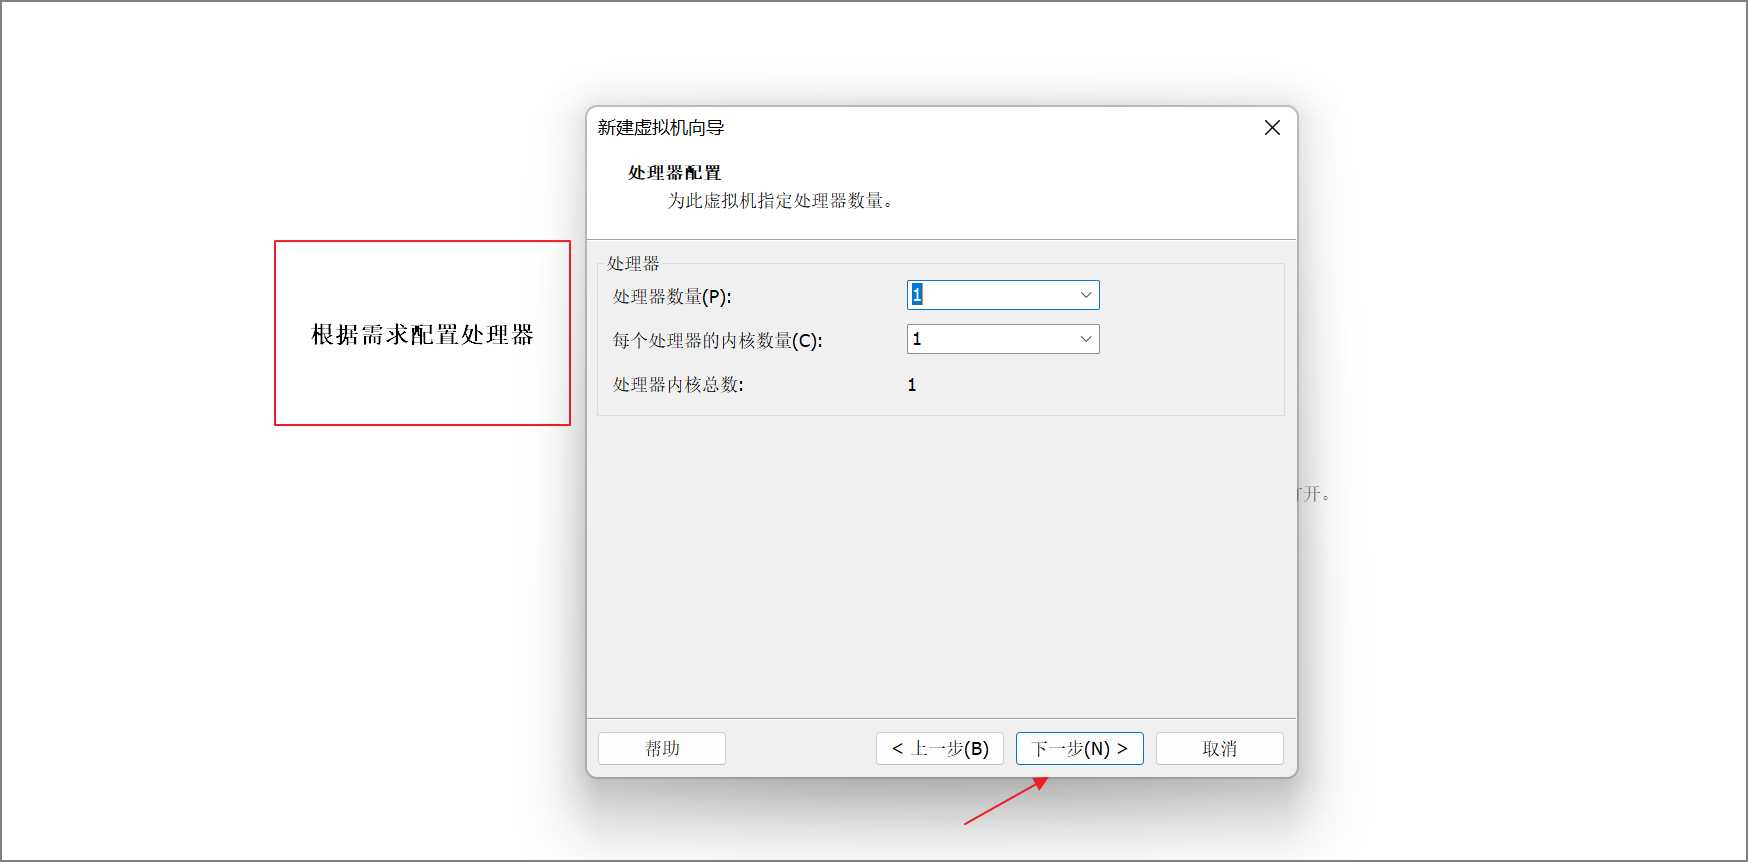 新建虚拟机向导
处理器配置
为此虚拟机指定处理器数量。
根据需求配置处理器
处理器
处理器数量(P):
1
每个处理器的内核数量(C):
1
处理器内核总数:
1
开。
帮助
< 上一步(B)
下一步(N) >
取消